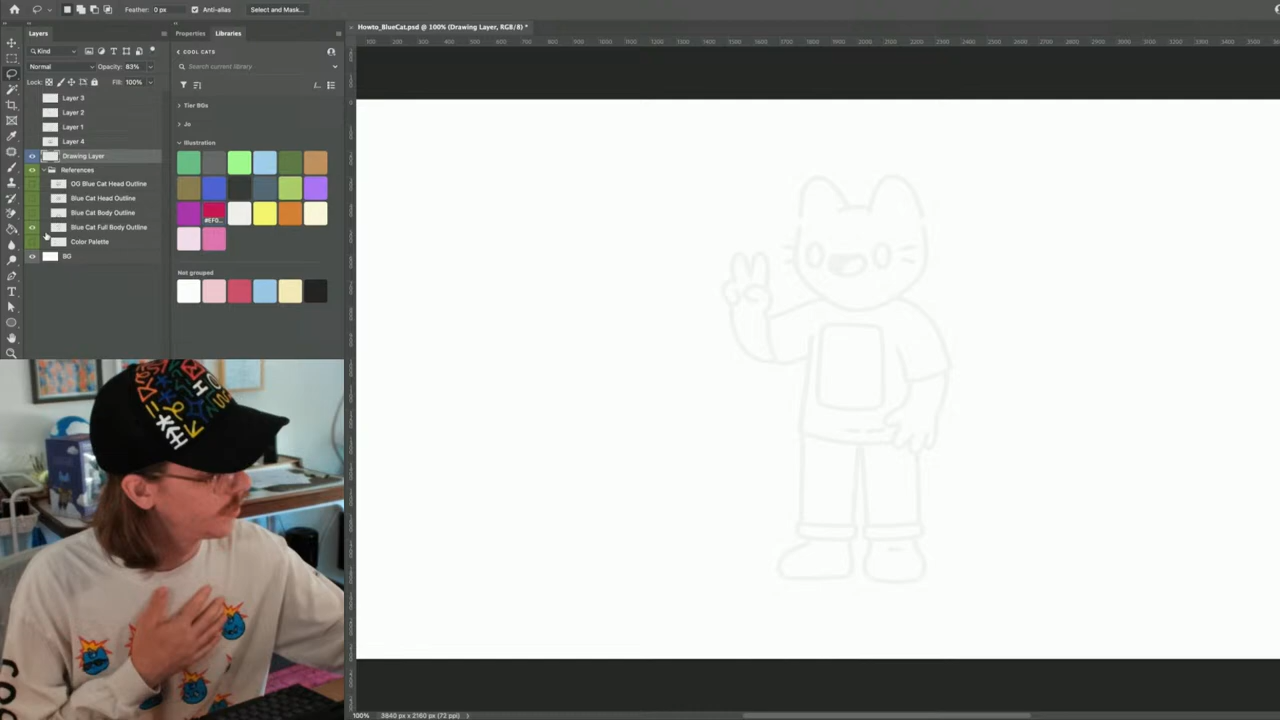 Feather: 0 px
Anti-alias
Select and Mask...
Layers
Kind
Normal
Opacity: 83%
Lock:
Fill: 100%
Layer 3
Layer 2
Layer 1
Layer 4
Drawing Layer
References
OG Blue Cat Head Outline
Blue Cat Head Outline
Blue Cat Body Outline
Blue Cat Full Body Outline
Color Palette
BG
Properties
Libraries
COOL CATS
Search current library
Tier BGs
Jo
Illustration
Not grouped
Howto_BlueCat.psd @ 100% (Drawing Layer, RGB/8) *
100%
3840 px x 2160 px (72 ppi)